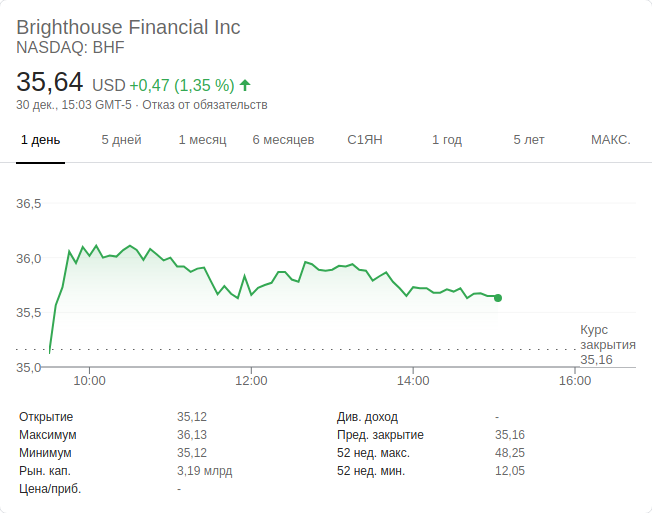 Brighthouse Financial Inc
NASDAQ: BHF
35,64 USD +0,47 (1,35 %)
30 дек., 15:03 GMT-5 · Отказ от обязательств
1 день 5 дней 1 месяц 6 месяцев С1ЯН 1 год 5 лет МАКС.
36,5
36,0
35,5
35,0
Курс
закрытия
35,16
10:00 12:00 14:00 16:00
Открытие 35,12 Див. доход -
Максимум 36,13 Пред. закрытие 35,16
Минимум 35,12 52 нед. макс. 48,25
Рын. кап. 3,19 млрд 52 нед. мин. 12,05
Цена/приб. -